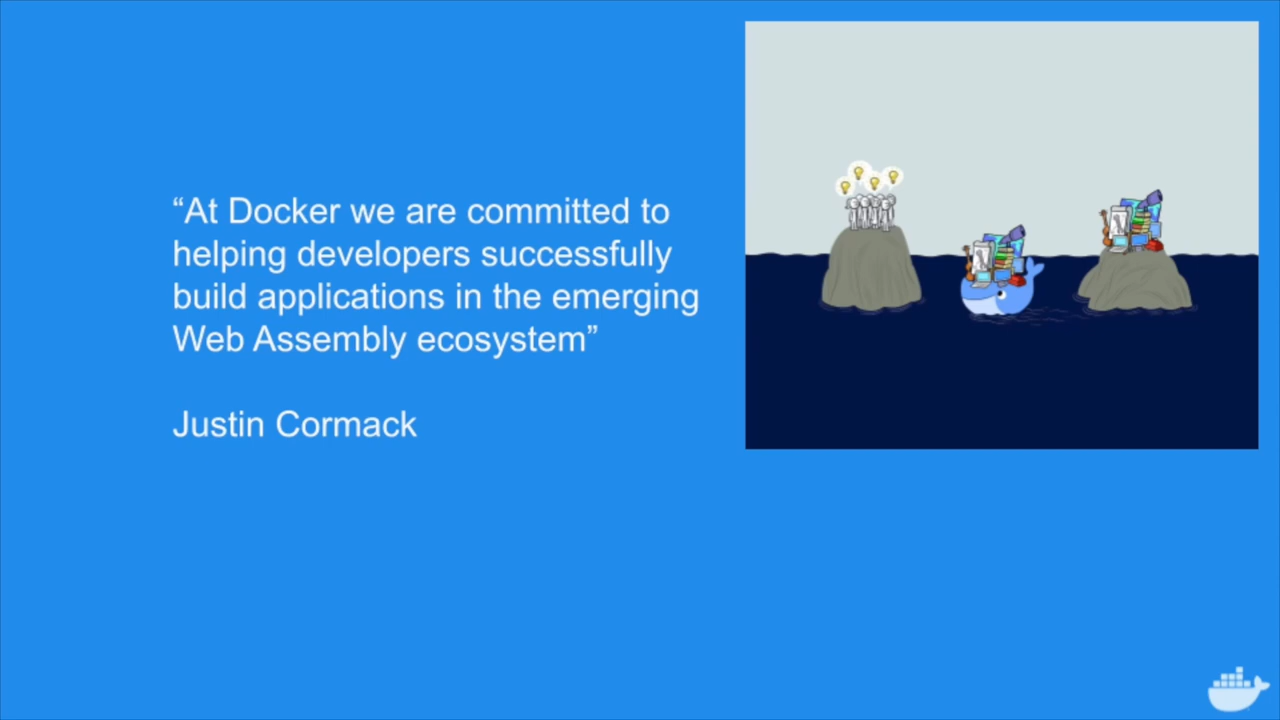 “At Docker we are committed to
helping developers successfully
build applications in the emerging
Web Assembly ecosystem”
Justin Cormack